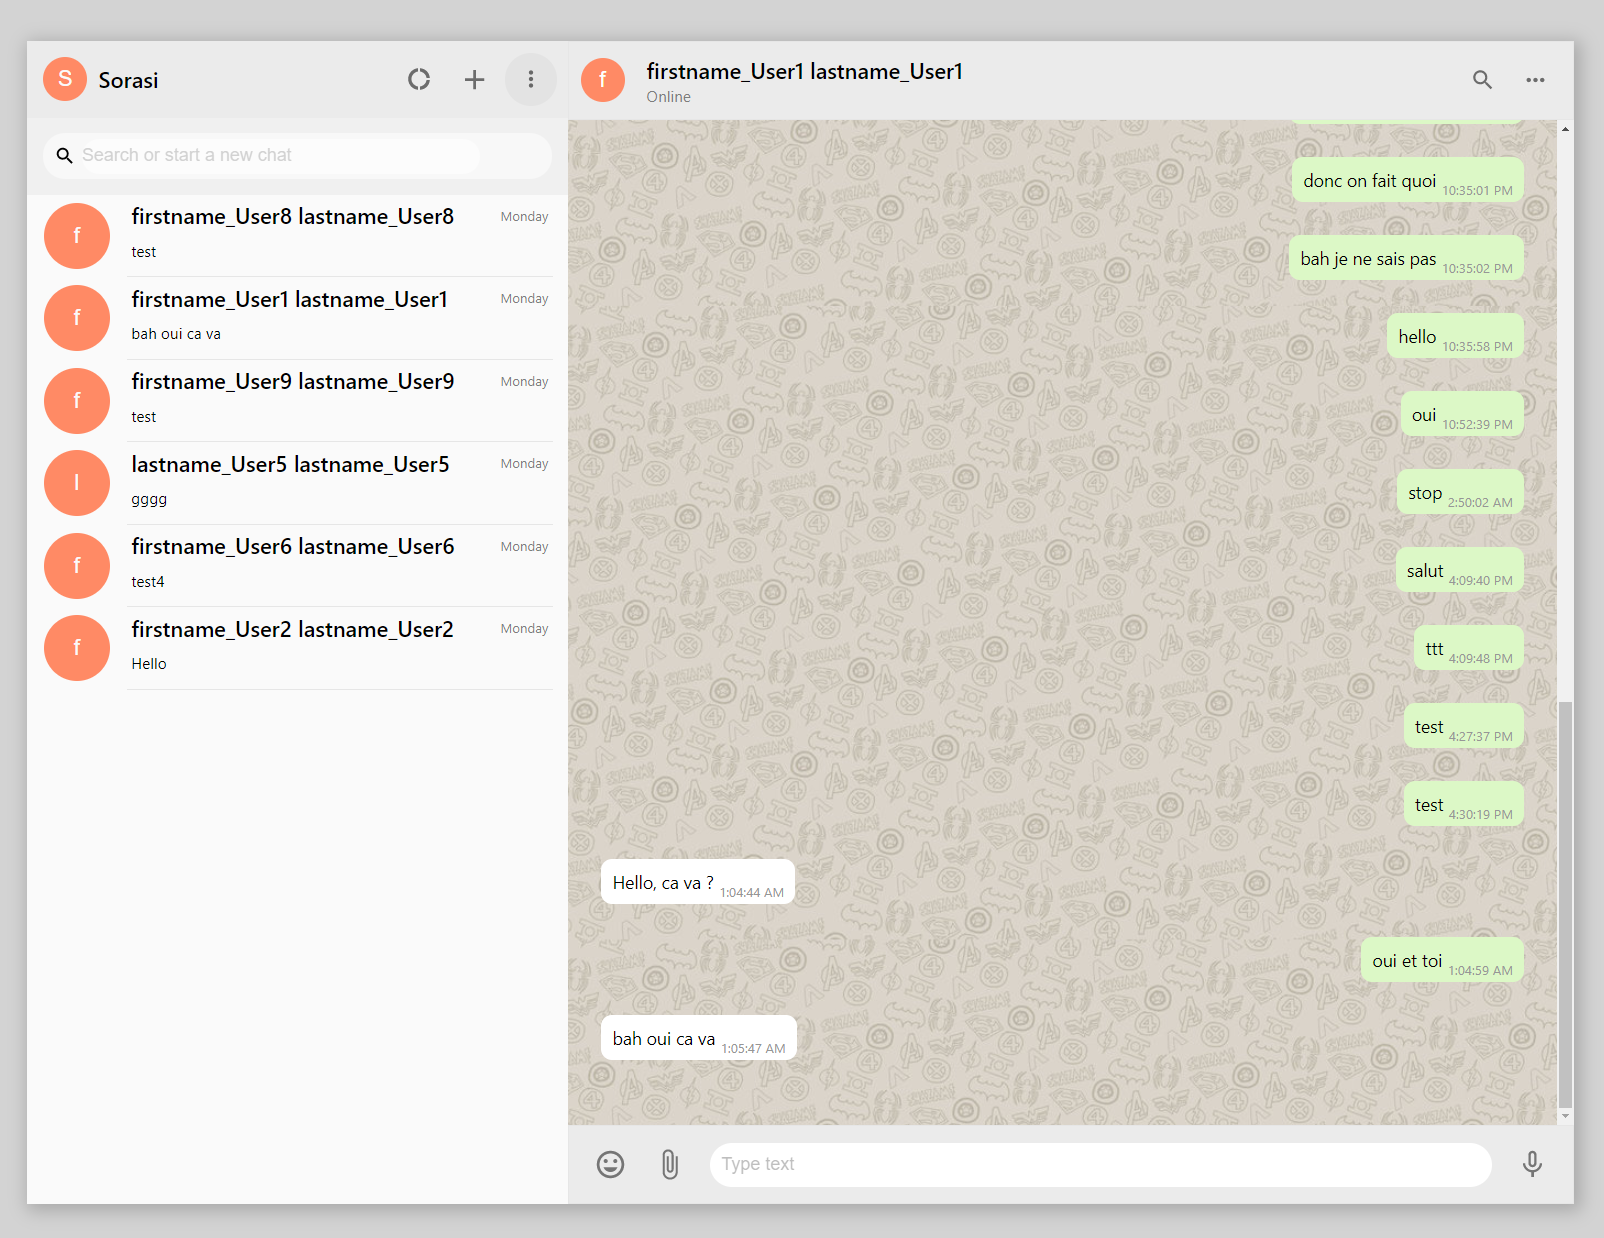 S
Sorasi
Search or start a new chat
f
firstname_User8 lastname_User8
Monday
test
f
firstname_User1 lastname_User1
Monday
bah oui ca va
f
firstname_User9 lastname_User9
Monday
test
l
lastname_User5 lastname_User5
Monday
gggg
f
firstname_User6 lastname_User6
Monday
test4
f
firstname_User2 lastname_User2
Monday
Hello
f
firstname_User1 lastname_User1
Online
donc on fait quoi 10:35:01 PM
bah je ne sais pas 10:35:02 PM
hello 10:35:58 PM
oui 10:52:39 PM
stop 2:50:02 AM
salut 4:09:40 PM
ttt 4:09:48 PM
test 4:27:37 PM
test 4:30:19 PM
Hello, ca va ? 1:04:44 AM
oui et toi 1:04:59 AM
bah oui ca va 1:05:47 AM
Type text